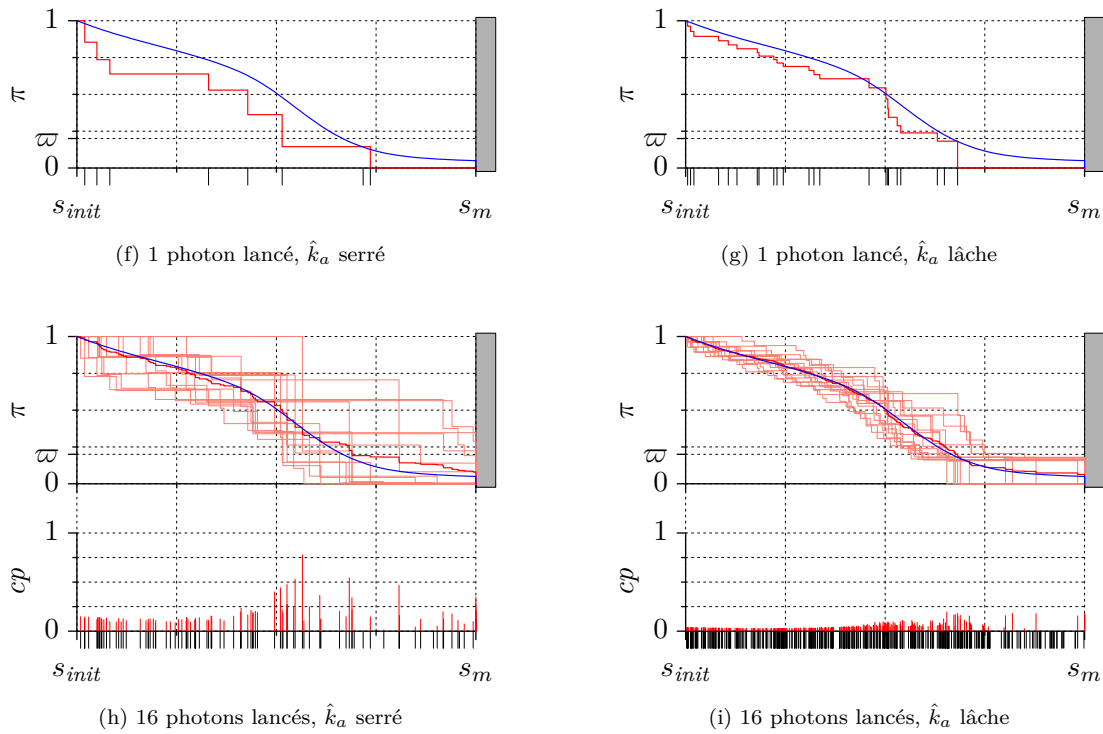 1
π
ϖ
0
s_init s_m
(f) 1 photon lancé, k̂_a serré
1
π
ϖ
0
s_init s_m
(g) 1 photon lancé, k̂_a lâche
1
π
ϖ
0
1
cp
0
s_init s_m
(h) 16 photons lancés, k̂_a serré
1
π
ϖ
0
1
cp
0
s_init s_m
(i) 16 photons lancés, k̂_a lâche